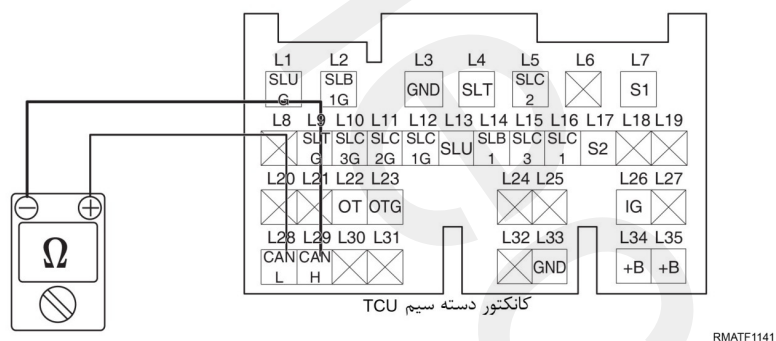 L1 L2 L3 L4 L5 L6 L7
SLU G SLB 1G GND SLT SLC 2 S1
L8 L9 L10 L11 L12 L13 L14 L15 L16 L17 L18 L19
SLT G SLC 3G SLC 2G SLC 1G SLU SLB 1 SLC 3 SLC 1 S2
L20 L21 L22 L23 L24 L25 L26 L27
OT OTG IG
L28 L29 L30 L31 L32 L33 L34 L35
CAN L CAN H GND +B +B
Ω
کانکتور دسته سیم TCU
RMATF1141